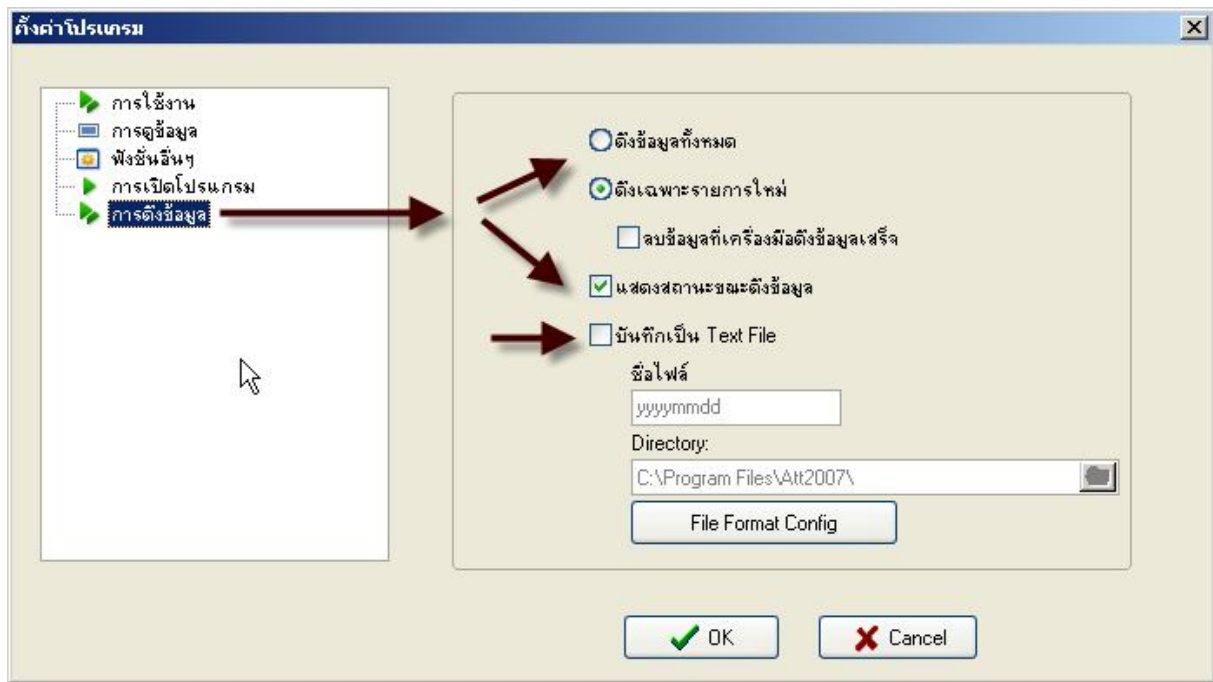 ตั้งค่าโปรแกรม
การใช้งาน
การดูข้อมูล
ฟังชั่นอื่นๆ
การเปิดโปรแกรม
การดึงข้อมูล
ดึงข้อมูลทั้งหมด
ดึงเฉพาะรายการใหม่
ลบข้อมูลที่เครื่องมือดึงข้อมูลเสร็จ
แสดงสถานะขณะดึงข้อมูล
บันทึกเป็น Text File
ชื่อไฟล์
yyyymmdd
Directory:
C:\Program Files\Att2007\
File Format Config
OK
Cancel